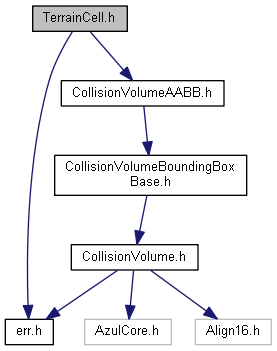 TerrainCell.h
CollisionVolumeAABB.h
CollisionVolumeBoundingBox
Base.h
CollisionVolume.h
err.h
AzulCore.h
Align16.h